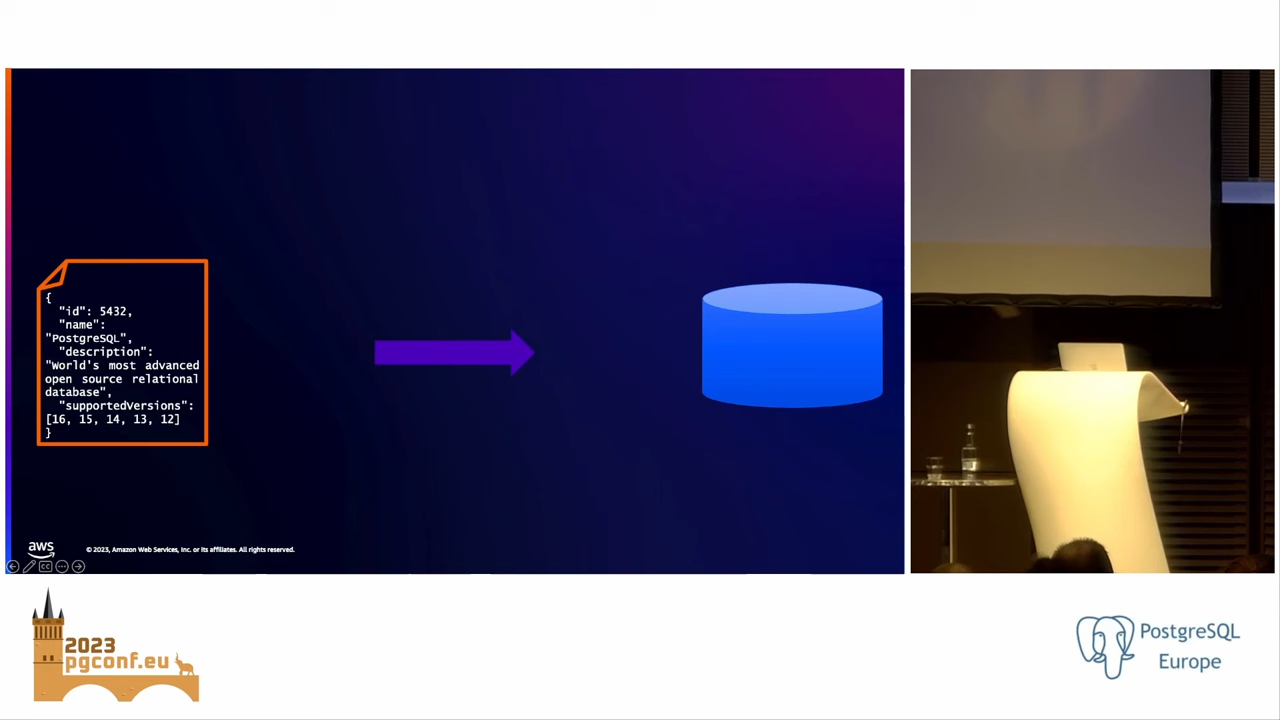 {
"id": 5432,
"name":
"PostgreSQL",
"description":
"World's most advanced
open source relational
database",
"supportedVersions":
[16, 15, 14, 13, 12]
}
aws
© 2023, Amazon Web Services, Inc. or its affiliates. All rights reserved.
CC
2023
pgconf.eu
PostgreSQL
Europe